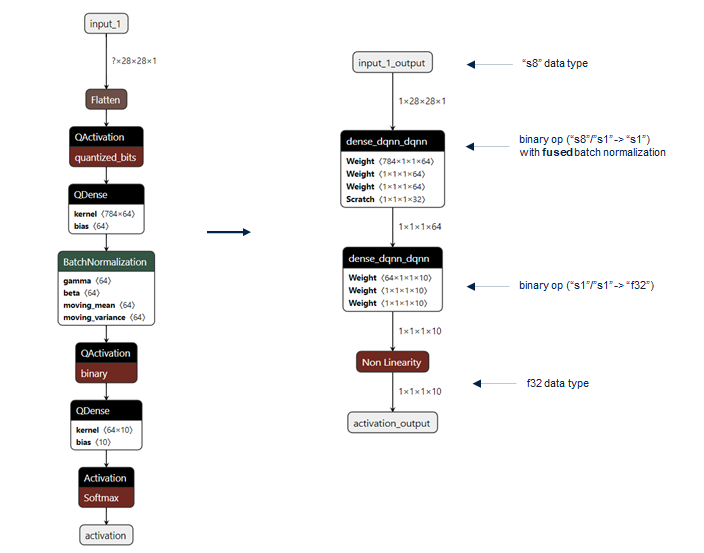 input_1
?×28×28×1
Flatten
QActivation
quantized_bits
QDense
kernel ⟨784×64⟩
bias ⟨64⟩
BatchNormalization
gamma ⟨64⟩
beta ⟨64⟩
moving_mean ⟨64⟩
moving_variance ⟨64⟩
QActivation
binary
QDense
kernel ⟨64×10⟩
bias ⟨10⟩
Activation
Softmax
activation
input_1_output
1×28×28×1
dense_dqnn_dqnn
Weight ⟨784×1×1×64⟩
Weight ⟨1×1×1×64⟩
Weight ⟨1×1×1×64⟩
Scratch ⟨1×1×1×32⟩
1×1×1×64
dense_dqnn_dqnn
Weight ⟨64×1×1×10⟩
Weight ⟨1×1×1×10⟩
Weight ⟨1×1×1×10⟩
1×1×1×10
Non Linearity
1×1×1×10
activation_output
“s8” data type
binary op (“s8”/“s1” -> “s1”)
with fused batch normalization
binary op (“s1”/“s1” -> “f32”)
f32 data type